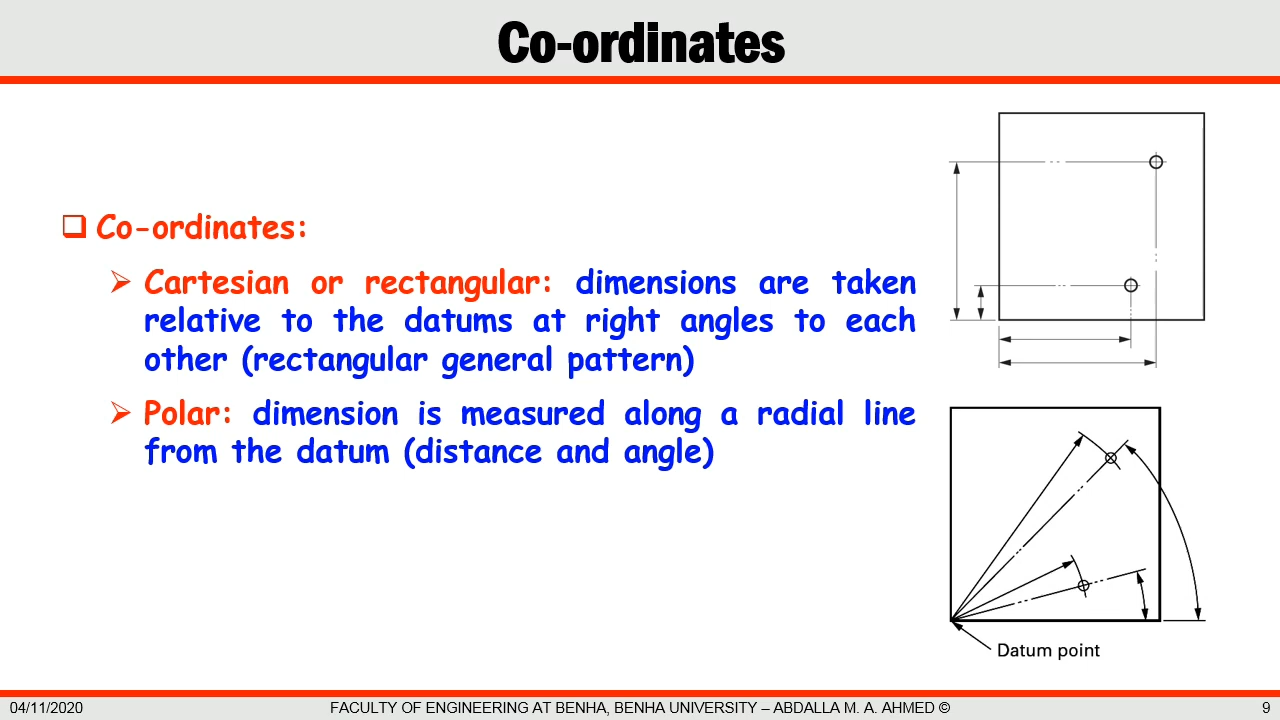 Co-ordinates
Co-ordinates:
Cartesian or rectangular: dimensions are taken
relative to the datums at right angles to each
other (rectangular general pattern)
Polar: dimension is measured along a radial line
from the datum (distance and angle)
Datum point
04/11/2020
FACULTY OF ENGINEERING AT BENHA, BENHA UNIVERSITY – ABDALLA M. A. AHMED ©
9